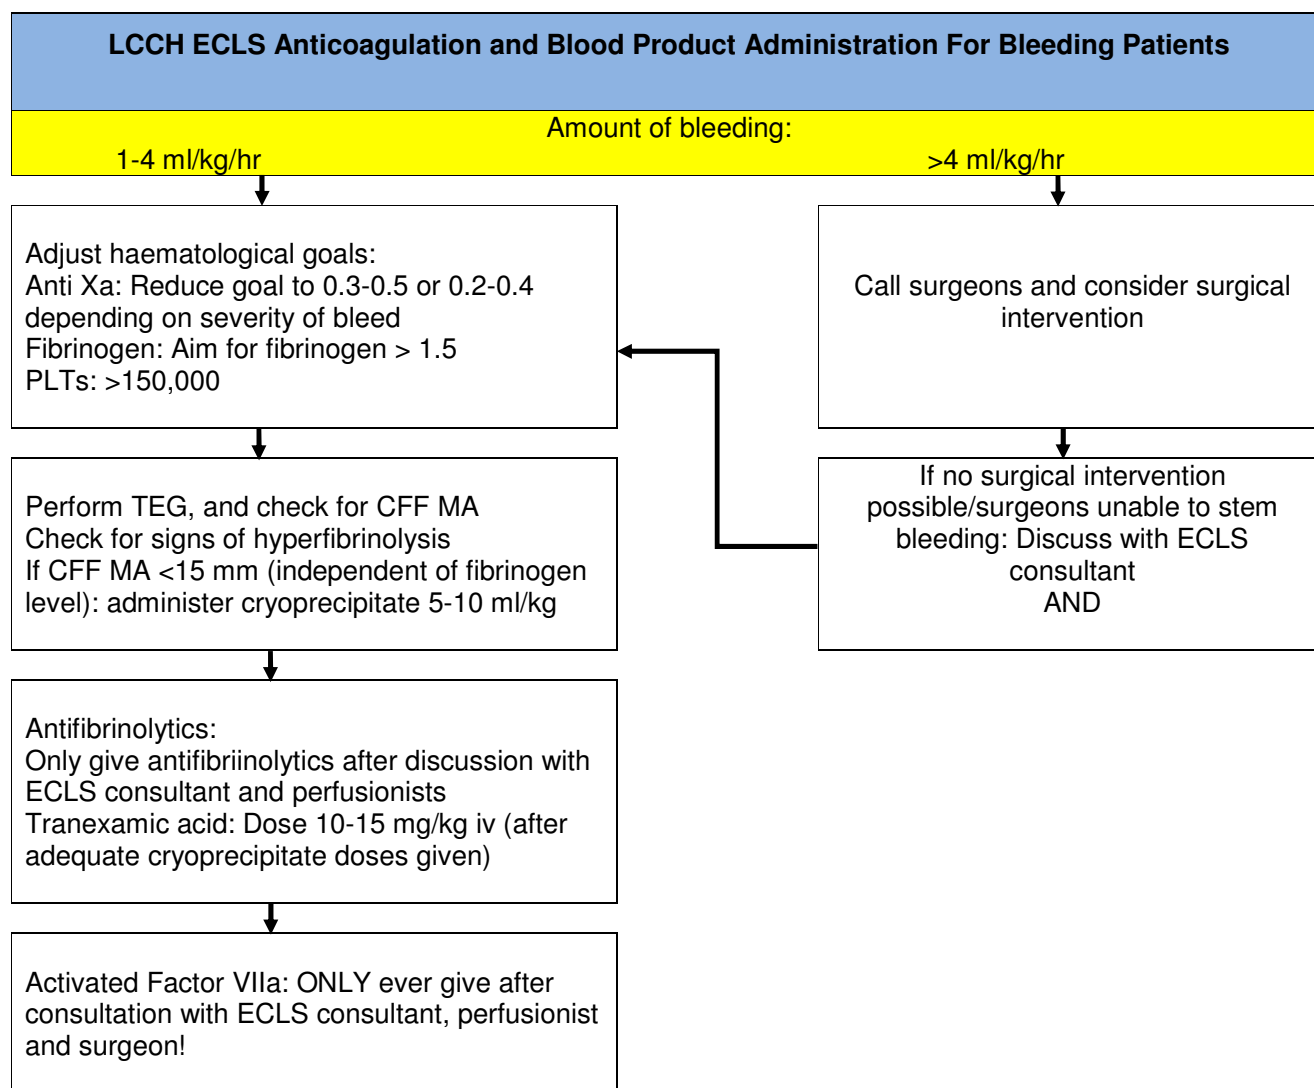 LCCH ECLS Anticoagulation and Blood Product Administration For Bleeding Patients
Amount of bleeding:
1-4 ml/kg/hr >4 ml/kg/hr
Adjust haematological goals:
Anti Xa: Reduce goal to 0.3-0.5 or 0.2-0.4
depending on severity of bleed
Fibrinogen: Aim for fibrinogen > 1.5
PLTs: >150,000
Call surgeons and consider surgical
intervention
Perform TEG, and check for CFF MA
Check for signs of hyperfibrinolysis
If CFF MA <15 mm (independent of fibrinogen
level): administer cryoprecipitate 5-10 ml/kg
If no surgical intervention
possible/surgeons unable to stem
bleeding: Discuss with ECLS
consultant
AND
Antifibrinolytics:
Only give antifibriinolytics after discussion with
ECLS consultant and perfusionists
Tranexamic acid: Dose 10-15 mg/kg iv (after
adequate cryoprecipitate doses given)
Activated Factor VIIa: ONLY ever give after
consultation with ECLS consultant, perfusionist
and surgeon!